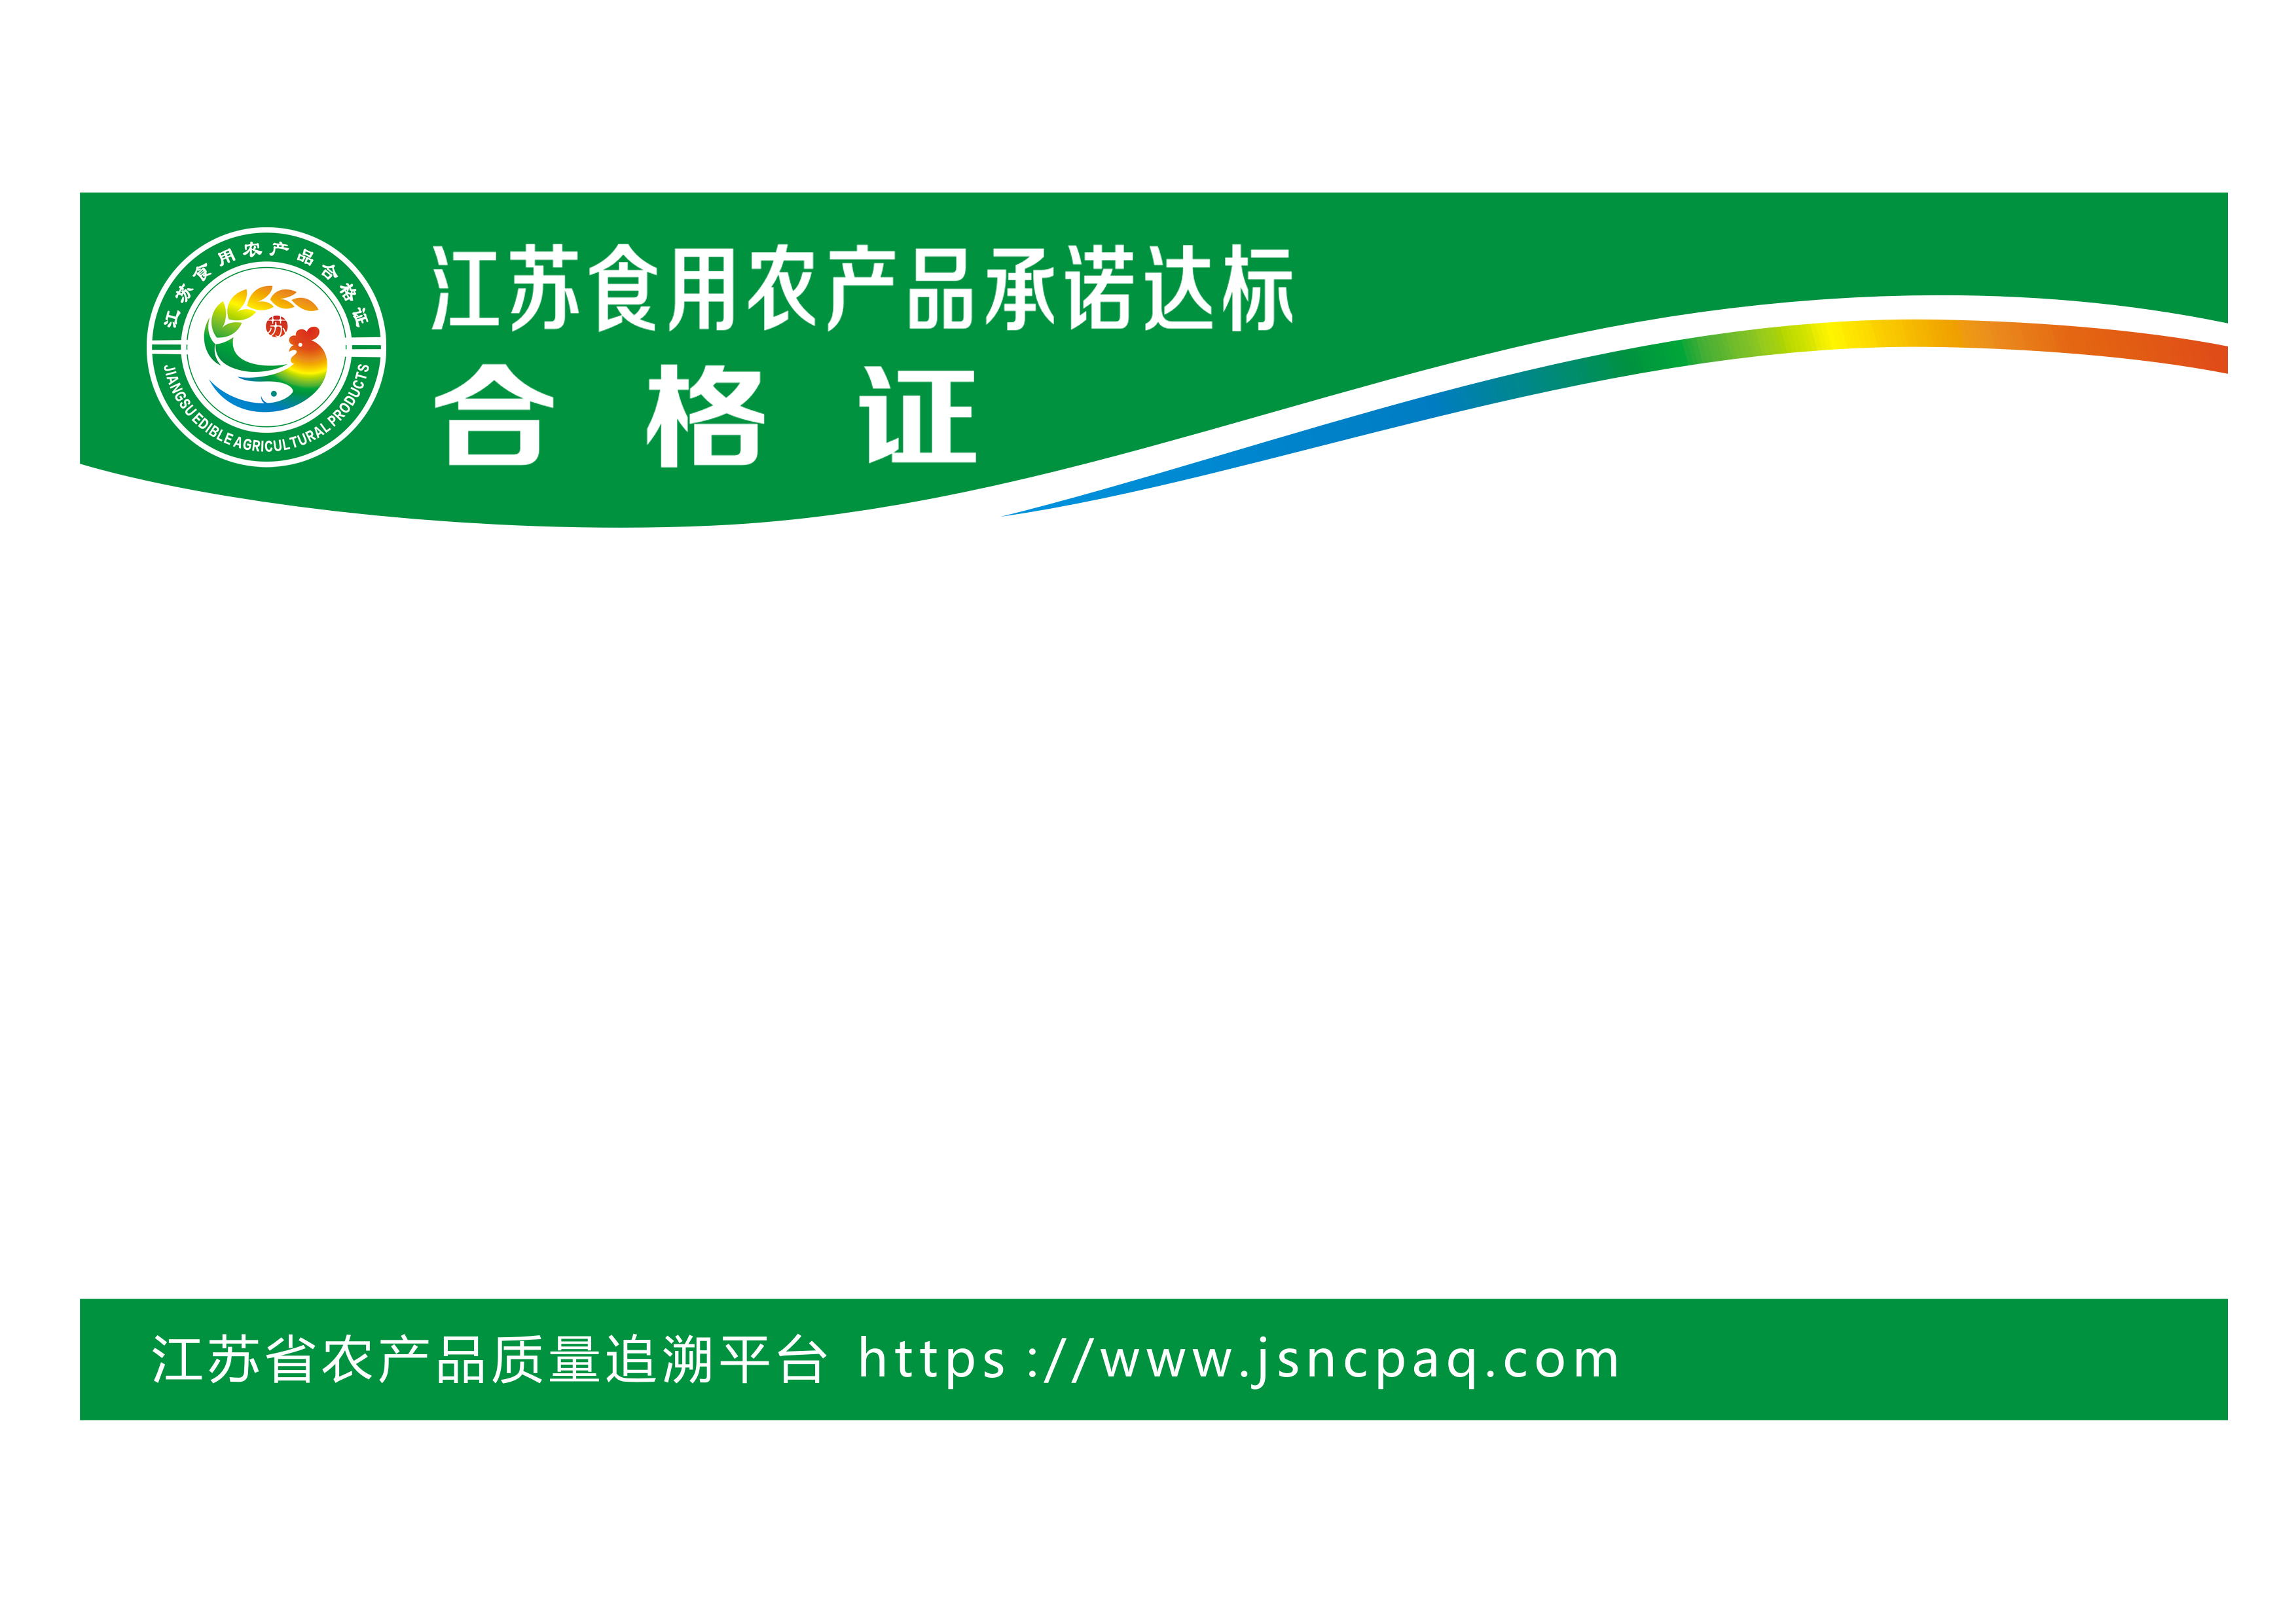 江苏食用农产品合格证
苏
JIANGSU EDIBLE AGRICULTURAL PRODUCTS
江苏食用农产品承诺达标
合格证
江苏省农产品质量追溯平台 https://www.jsncpaq.com